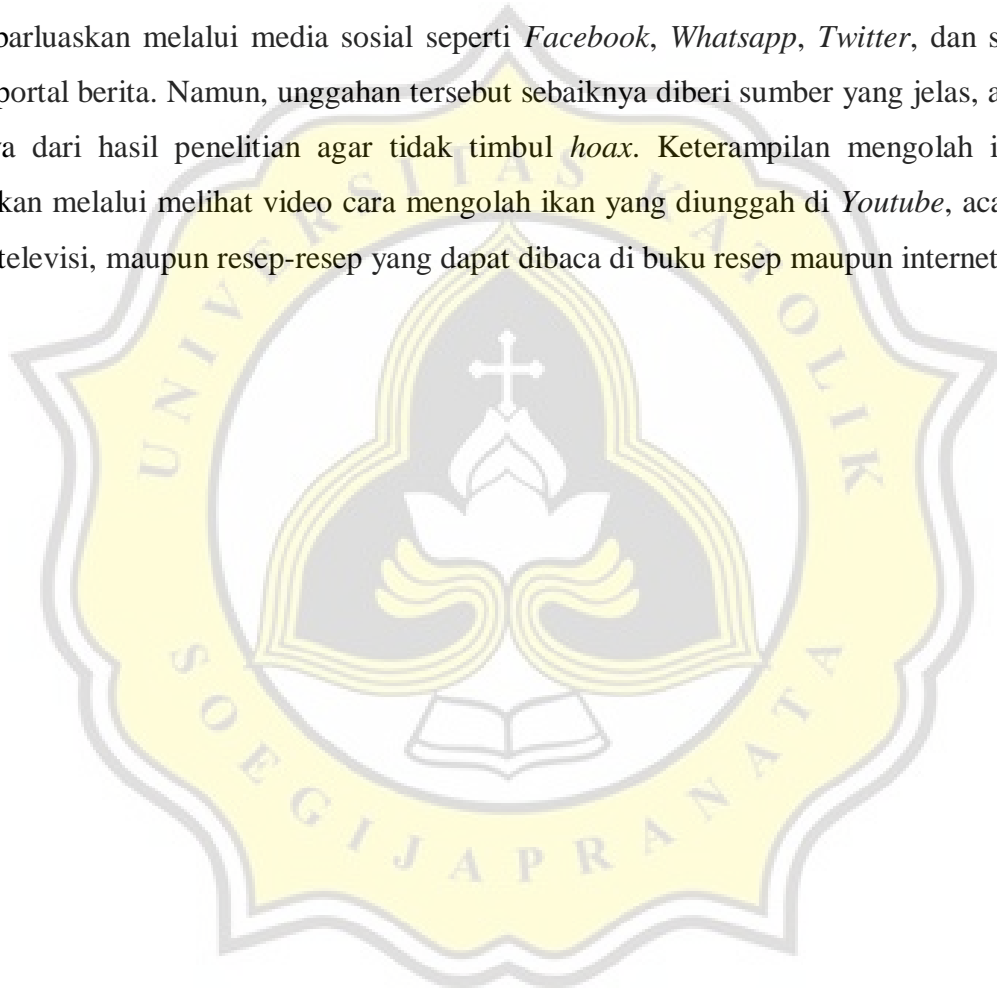 barluaskan melalui media sosial seperti Facebook, Whatsapp, Twitter, dan s
portal berita. Namun, unggahan tersebut sebaiknya diberi sumber yang jelas, a
a dari hasil penelitian agar tidak timbul hoax. Keterampilan mengolah i
kan melalui melihat video cara mengolah ikan yang diunggah di Youtube, aca
televisi, maupun resep-resep yang dapat dibaca di buku resep maupun internet
UNIVERSITAS KATOLIK
SOEGIJAPRANATA